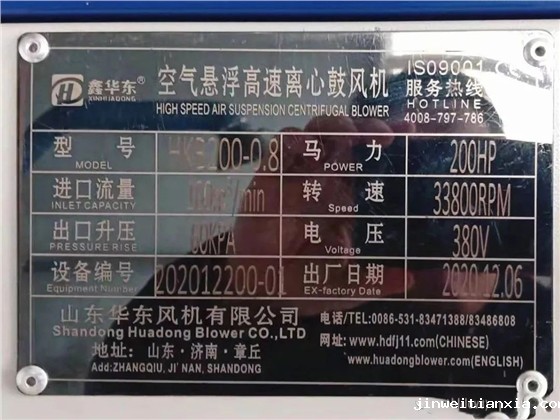 鑫华东
XINHUADONG
空气悬浮高速离心鼓风机
HIGH SPEED AIR SUSPENSION CENTRIFUGAL BLOWER
ISO9001
服务热线
HOTLINE
4008-797-786
型 号
MODEL
马 力
POWER
200HP
进口流量
INLET CAPACITY
转 速
Speed
33800RPM
出口升压
PRESSURE RISE
电 压
Voltage
380V
设备编号
Equipment Number
202012200-01
出厂日期
EX-factory Date
2020.12.06
山东华东风机有限公司
Shandong Huadong Blower CO.,LTD
地址: 山东·济南·章丘
Add:ZHANGQIU, JI'NAN, SHANDONG
电话/TEL:0086-531-83471388/83486808
网址: www.hdfj11.com(CHINESE)
www.huadongblower.com(ENGLISH)
jinweitianxia.com